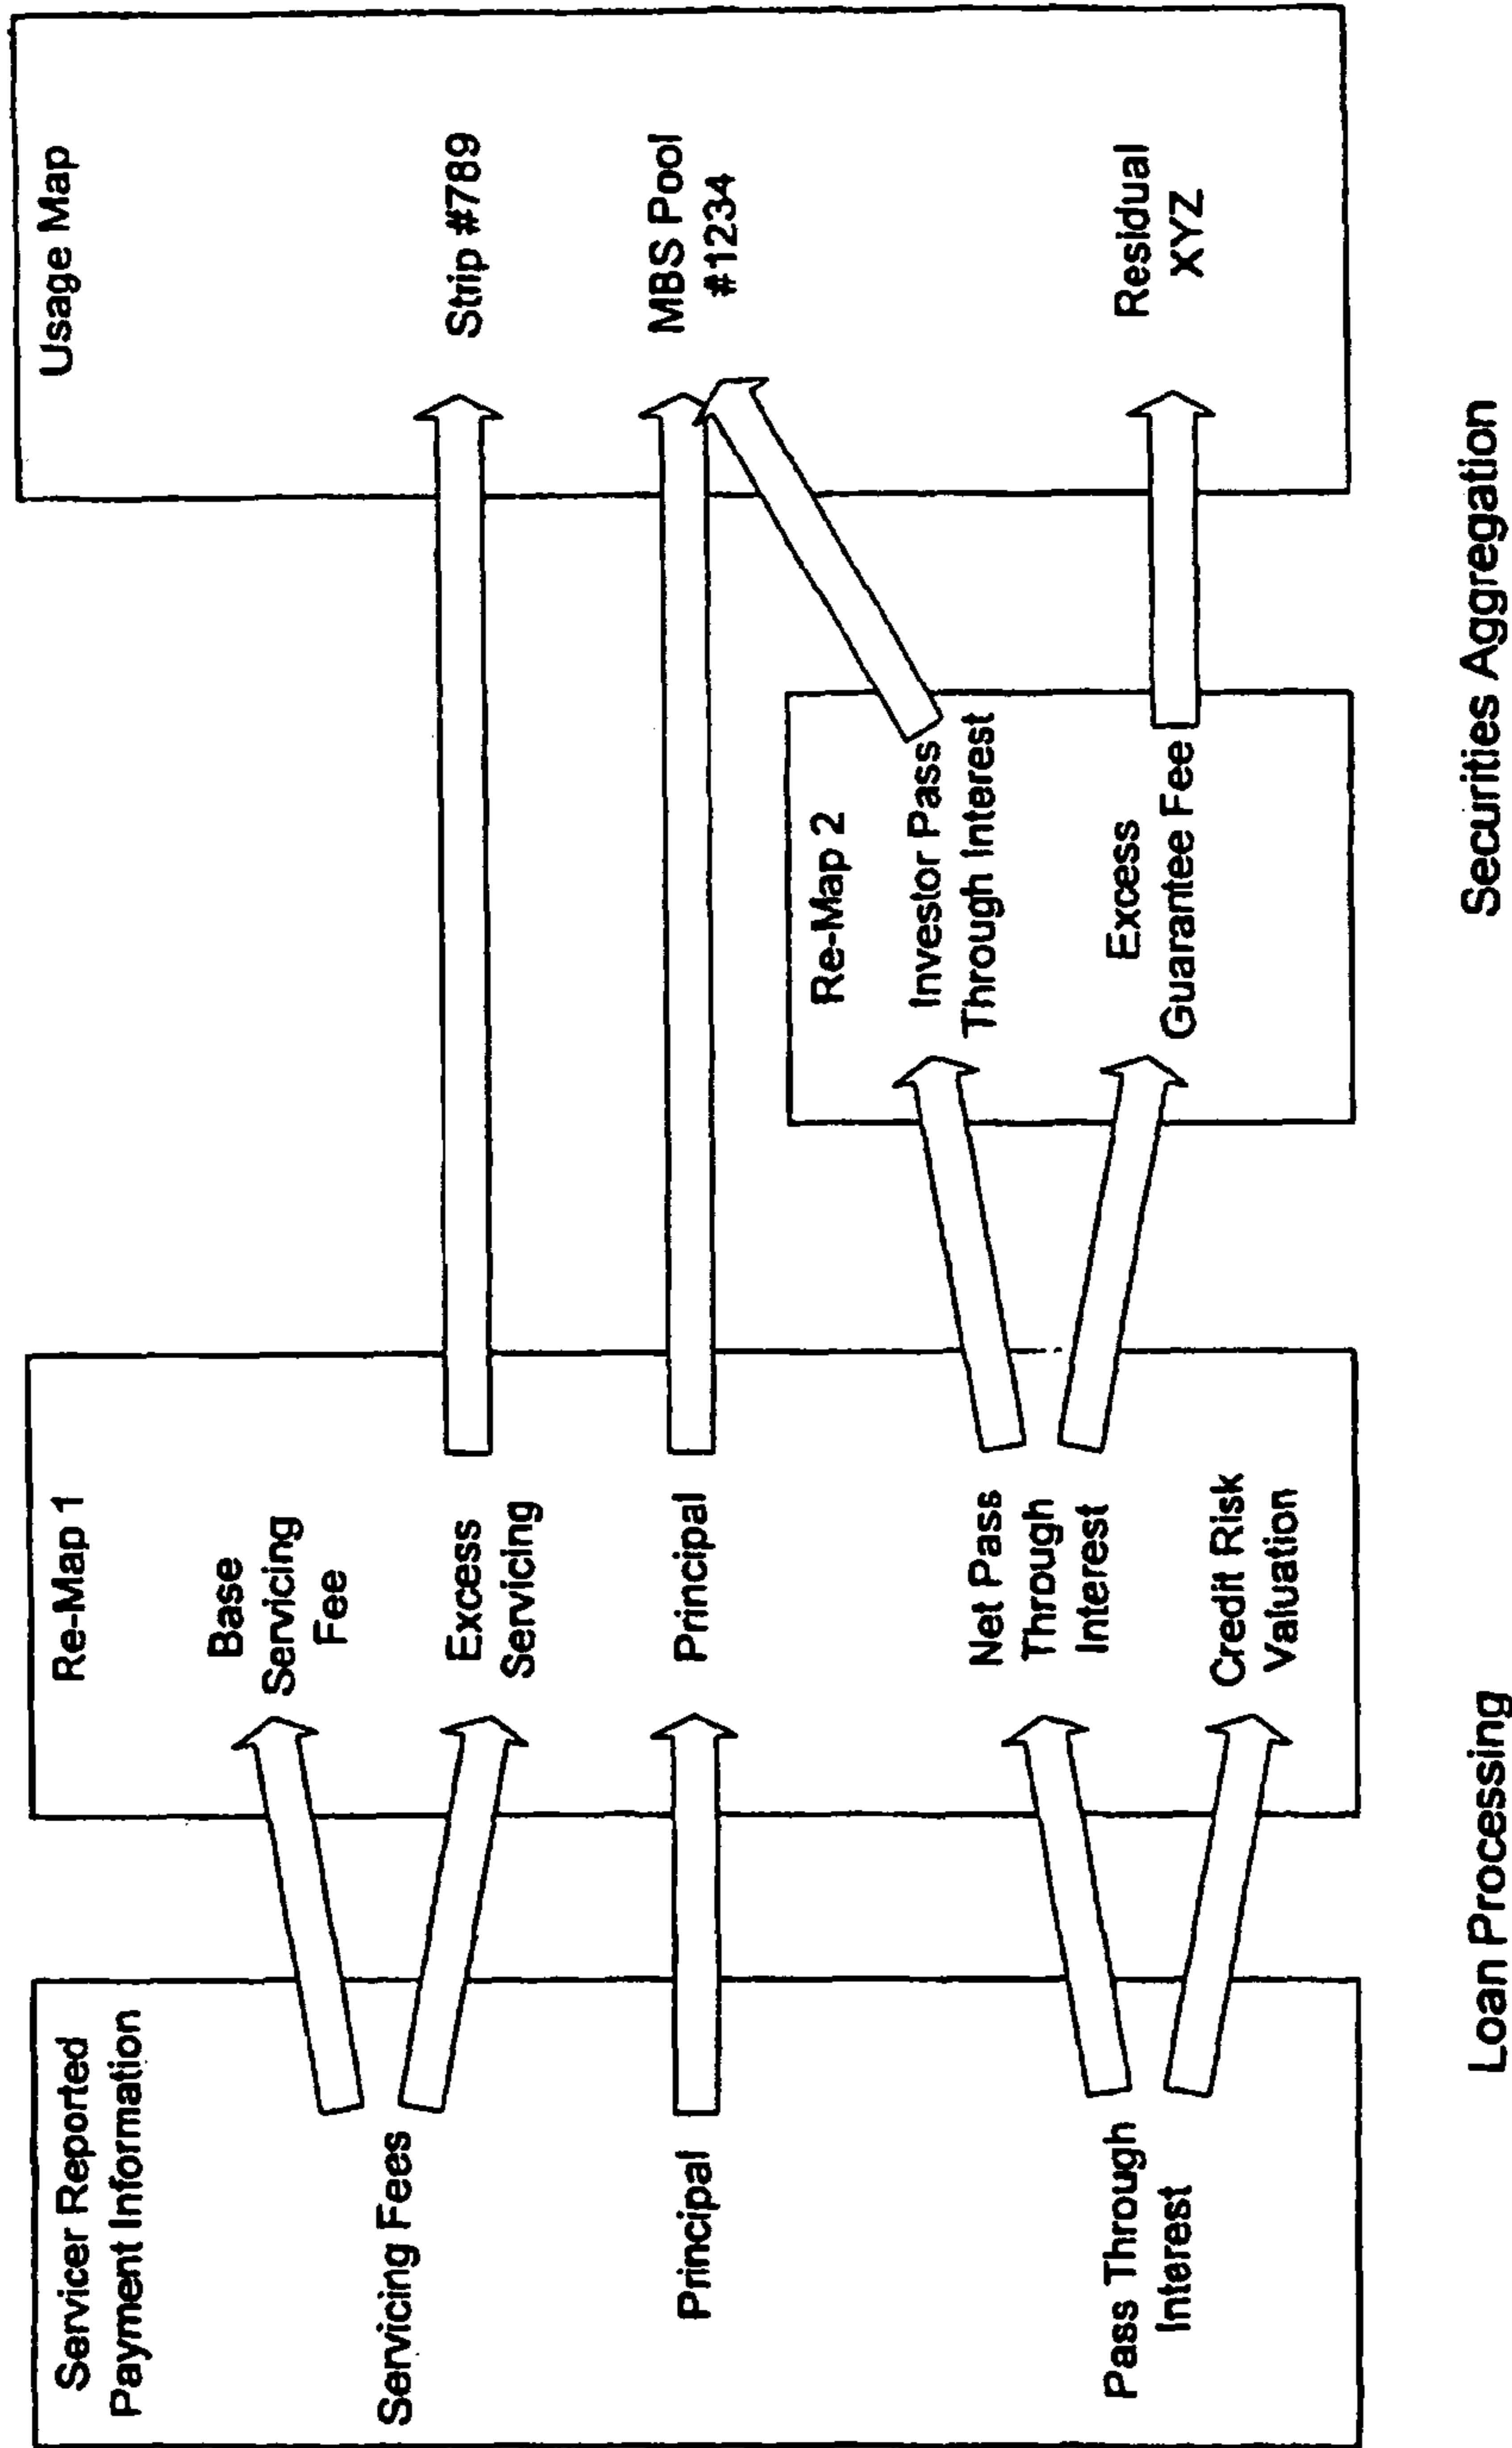 Servicer Reported
Payment Information
Servicing Fees
Principal
Pass Through
Interest
Re-Map 1
Base
Servicing
Fee
Excess
Servicing
Principal
Net Pass
Through
Interest
Credit Risk
Valuation
Re-Map 2
Investor Pass
Through Interest
Excess
Guarantee Fee
Usage Map
Strip #789
MBS Pool
#1234
Residual
XYZ
Loan Processing
Securities Aggregation